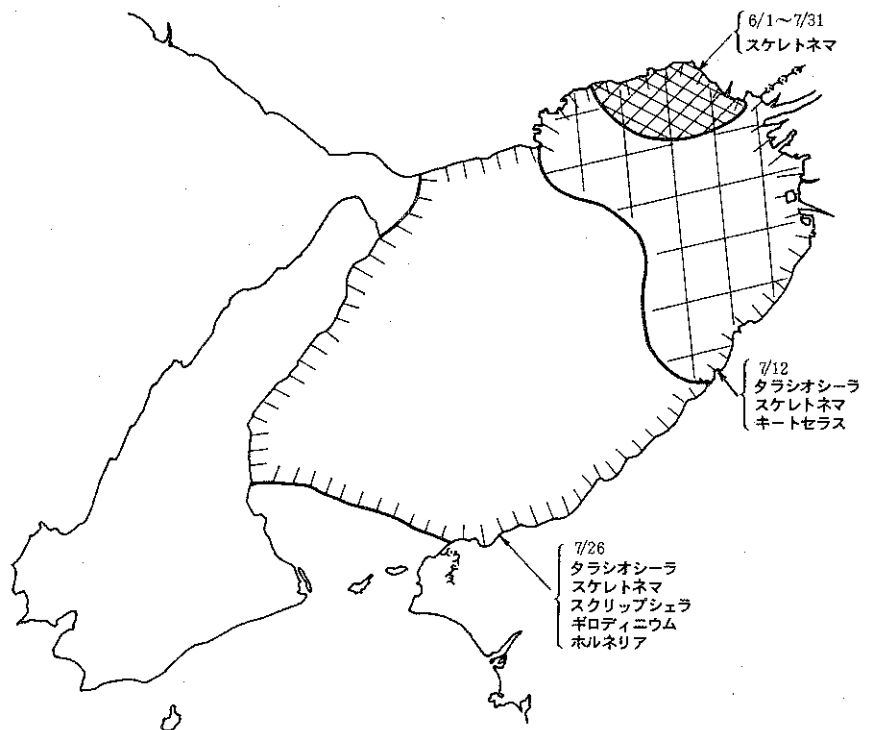 6/1～7/31
スケレトネマ
7/12
タラシオシーラ
スケレトネマ
キートセラス
7/26
タラシオシーラ
スケレトネマ
スクリップシェラ
ギロディニウム
ホルネリア